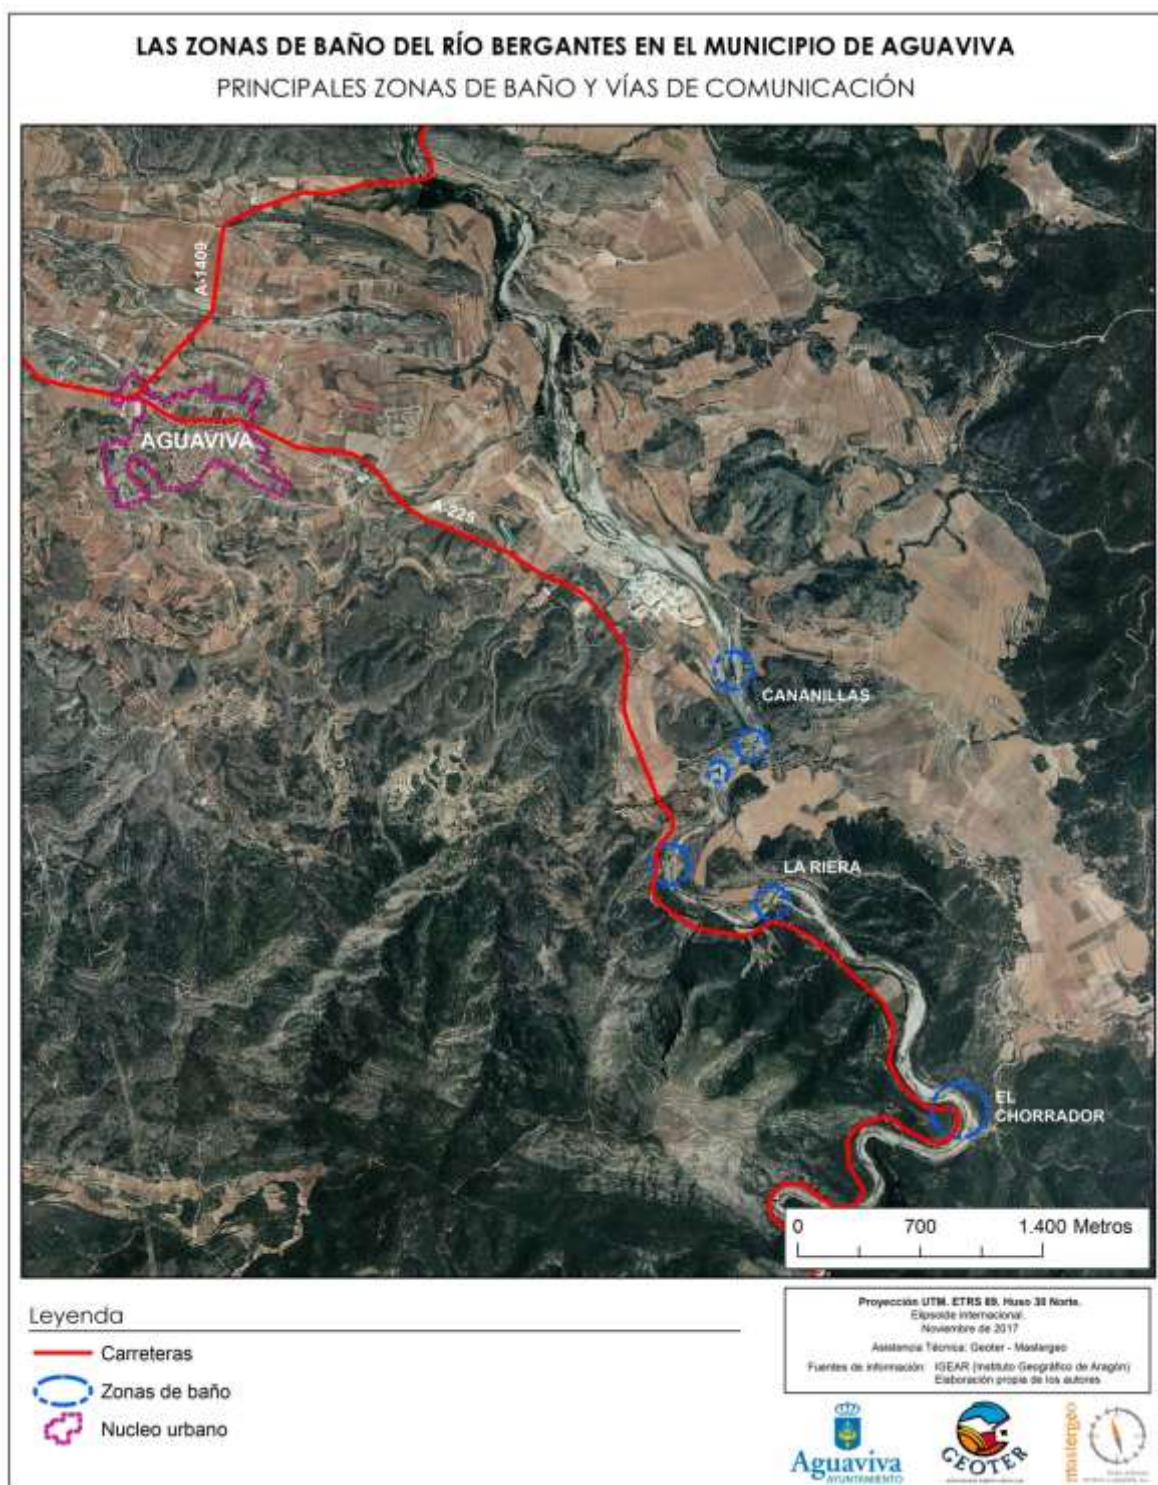 LAS ZONAS DE BAÑO DEL RÍO BERGANTES EN EL MUNICIPIO DE AGUAVIVA
PRINCIPALES ZONAS DE BAÑO Y VÍAS DE COMUNICACIÓN
A-1409
AGUAVIVA
A-225
CANANILLAS
LA RIERA
EL
CHORRADOR
0 700 1.400 Metros
Leyenda
Carreteras
Zonas de baño
Nucleo urbano
Proyección UTM. ETRS 89. Huso 30 Norte.
Elipsoide internacional.
Noviembre de 2017
Asistencia Técnica: Geoter - Mastergeo
Fuentes de información: IGEAR (Instituto Geográfico de Aragón)
Elaboración propia de los autores
Aguaviva
AYUNTAMIENTO
GEOTER
mastergeo